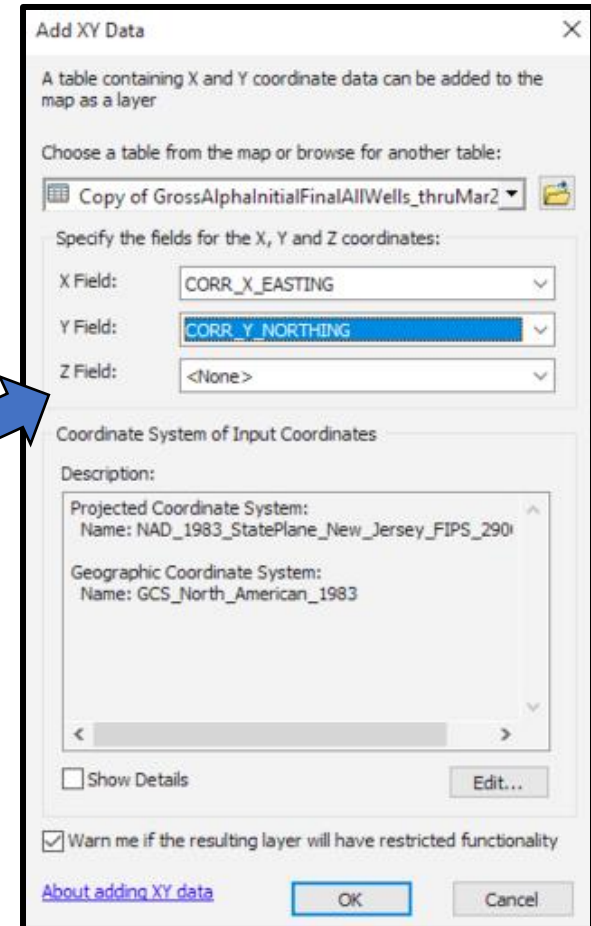 Add XY Data
A table containing X and Y coordinate data can be added to the
map as a layer
Choose a table from the map or browse for another table:
Copy of GrossAlphaInitialFinalAllWells_thruMar2
Specify the fields for the X, Y and Z coordinates:
X Field: CORR_X_EASTING
Y Field: CORR_Y_NORTHING
Z Field: <None>
Coordinate System of Input Coordinates
Description:
Projected Coordinate System:
Name: NAD_1983_StatePlane_New_Jersey_FIPS_290
Geographic Coordinate System:
Name: GCS_North_American_1983
Show Details Edit...
Warn me if the resulting layer will have restricted functionality
About adding XY data OK Cancel